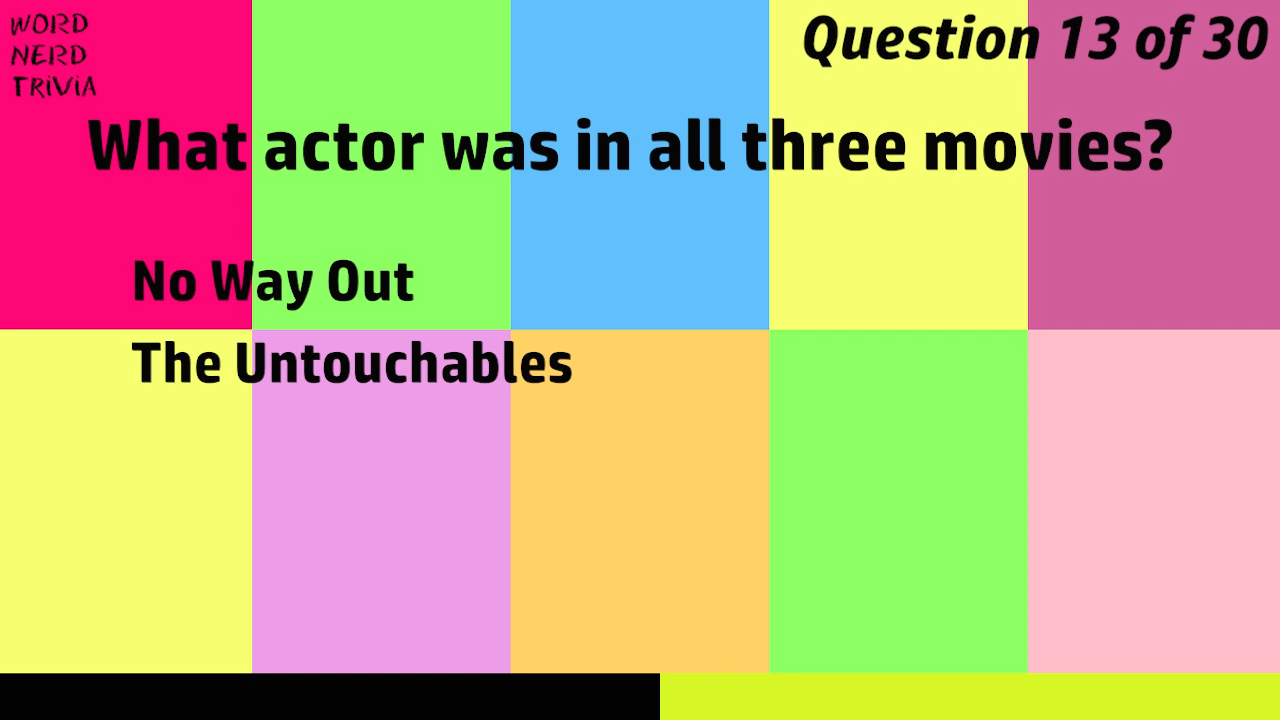 WORD
NERD
TRIVIA
Question 13 of 30
What actor was in all three movies?
No Way Out
The Untouchables